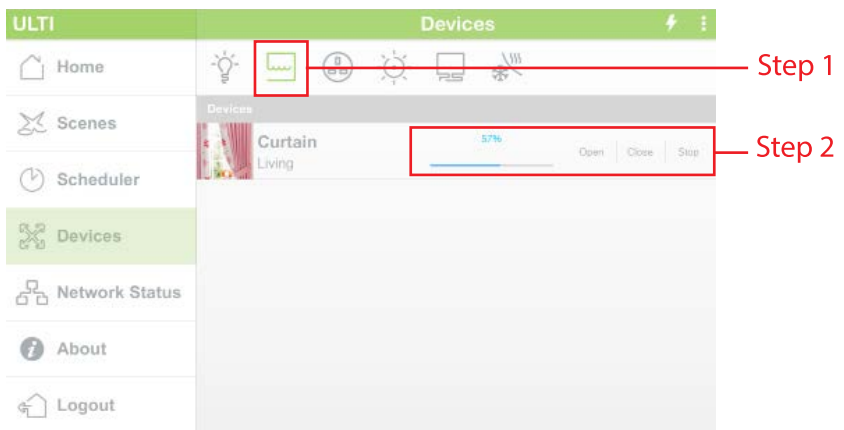 ULTI
Devices
Home
Scenes
Scheduler
Devices
Network Status
About
Logout
Step 1
Devices
Curtain
Living
57%
Open
Close
Stop
Step 2